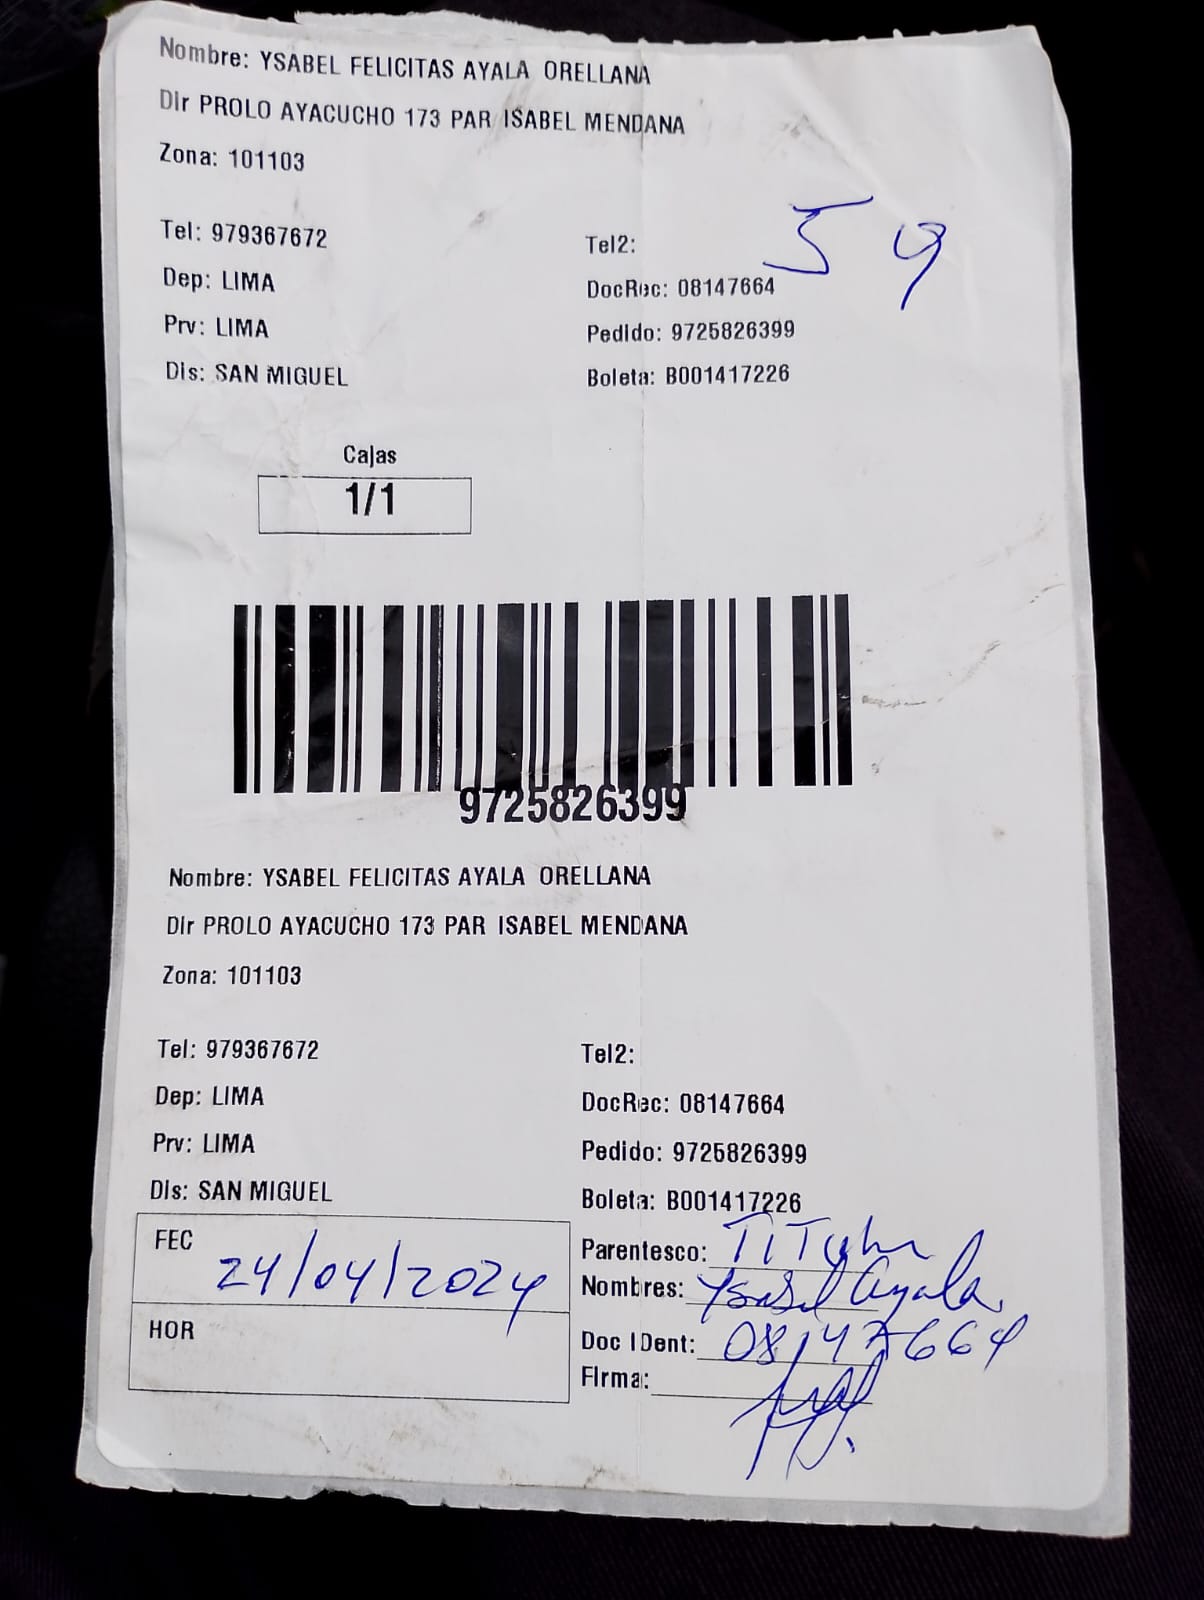 Nombre: YSABEL FELICITAS AYALA ORELLANA
Dir PROLO AYACUCHO 173 PAR ISABEL MENDANA
Zona: 101103
Tel: 979367672
Tel2:
Dep: LIMA
DocRec: 08147664
Prv: LIMA
Pedido: 9725826399
Dis: SAN MIGUEL
Boleta: B001417226
Cajas
1/1
9725826399
Nombre: YSABEL FELICITAS AYALA ORELLANA
Dir PROLO AYACUCHO 173 PAR ISABEL MENDANA
Zona: 101103
Tel: 979367672
Tel2:
Dep: LIMA
DocRec: 08147664
Prv: LIMA
Pedido: 9725826399
Dis: SAN MIGUEL
Boleta: B001417226
FEC 24/04/2024
Parentesco: TITular
Nombres: Ysabel Ayala
HOR
Doc IDent: 08147664
Firma: